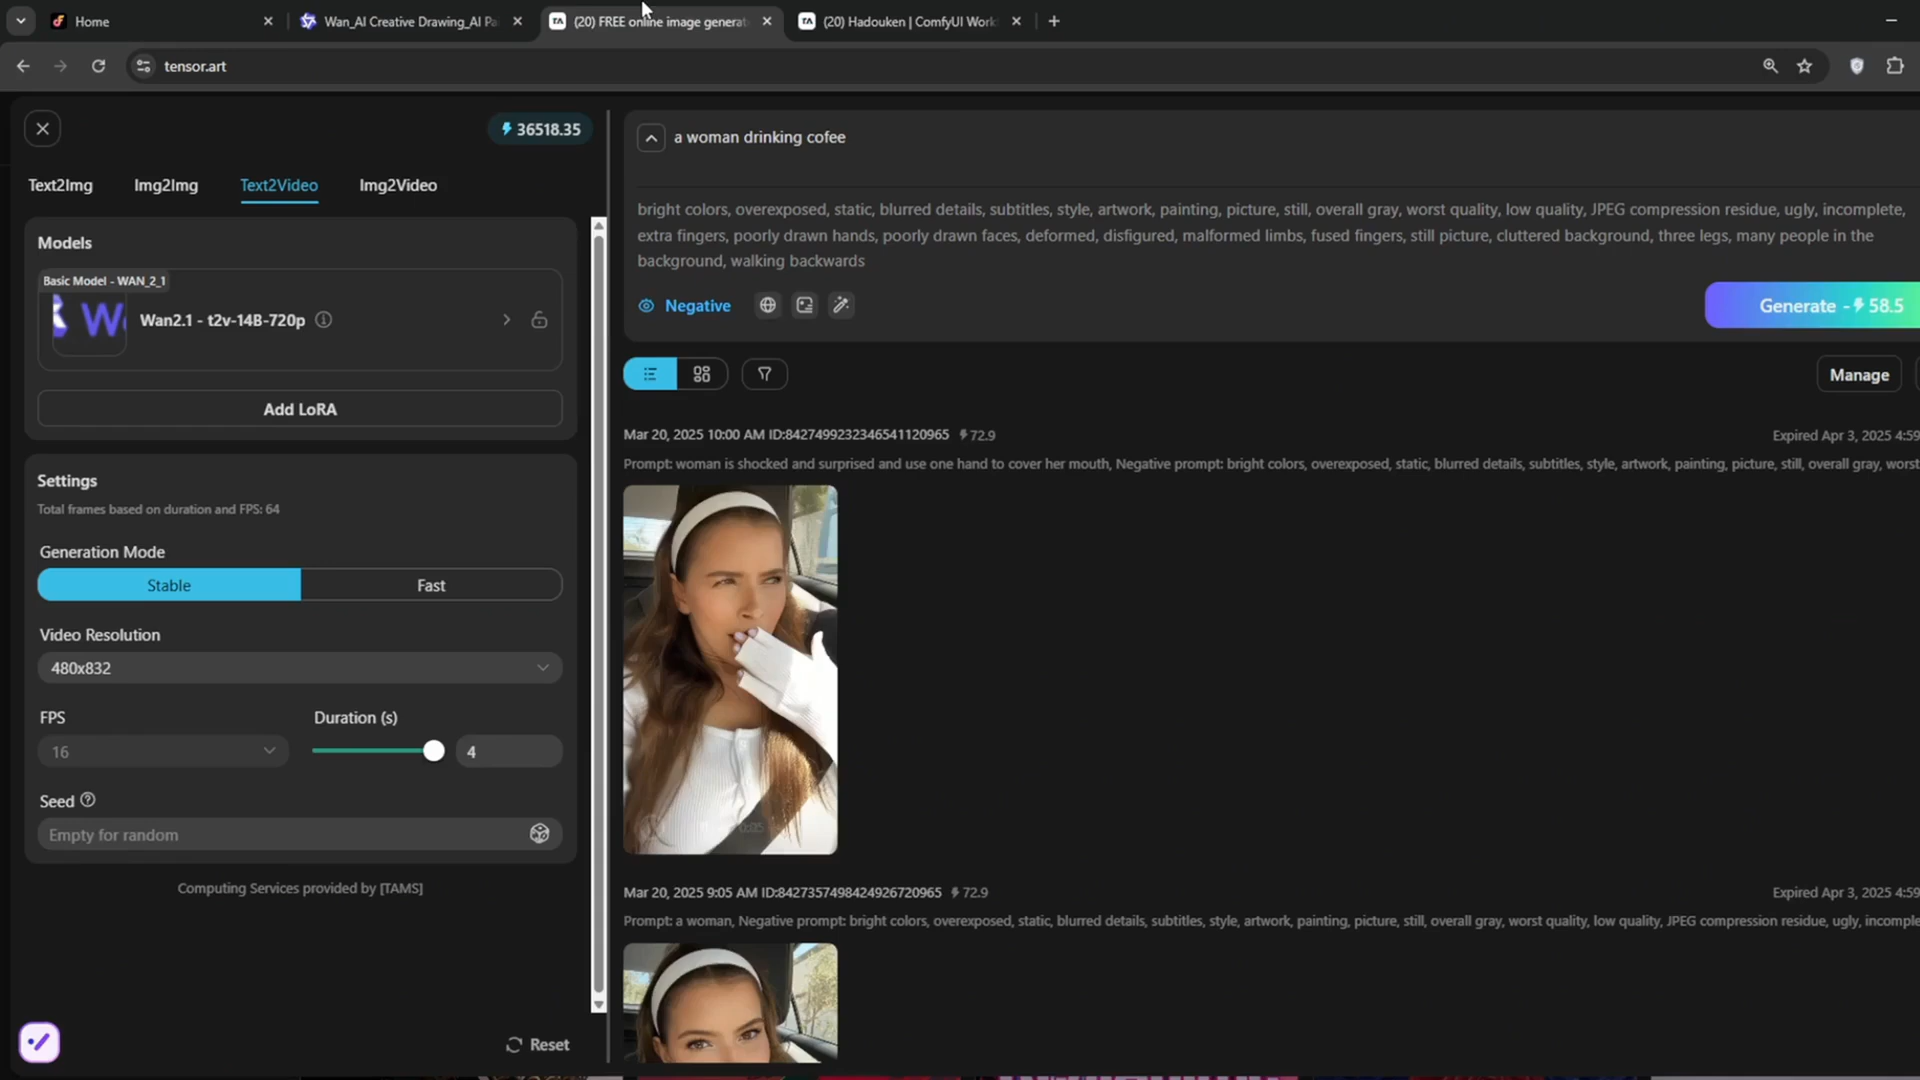 Home
Wan_AI Creative Drawing_AI Pa
TA (20) FREE online image generat
TA (20) Hadouken | ComfyUI Work
tensor.art
36518.35
a woman drinking cofee
Text2Img Img2Img Text2Video Img2Video
bright colors, overexposed, static, blurred details, subtitles, style, artwork, painting, picture, still, overall gray, worst quality, low quality, JPEG compression residue, ugly, incomplete,
extra fingers, poorly drawn hands, poorly drawn faces, deformed, disfigured, malformed limbs, fused fingers, still picture, cluttered background, three legs, many people in the
background, walking backwards
Models
Basic Model - WAN_2_1
Wan2.1 - t2v-14B-720p
Negative
Generate - 58.5
Add LoRA
Manage
Mar 20, 2025 10:00 AM ID:842749923234654112​0965 72.9
Expired Apr 3, 2025 4:59
Prompt: woman is shocked and surprised and use one hand to cover her mouth, Negative prompt: bright colors, overexposed, static, blurred details, subtitles, style, artwork, painting, picture, still, overall gray, worst
Settings
Total frames based on duration and FPS: 64
Generation Mode
Stable Fast
Video Resolution
480x832
FPS Duration (s)
16 4
Seed
Empty for random
Computing Services provided by [TAMS]
Mar 20, 2025 9:05 AM ID:842735749842492672​0965 72.9
Expired Apr 3, 2025 4:59
Prompt: a woman, Negative prompt: bright colors, overexposed, static, blurred details, subtitles, style, artwork, painting, picture, still, overall gray, worst quality, low quality, JPEG compression residue, ugly, incomple
Reset